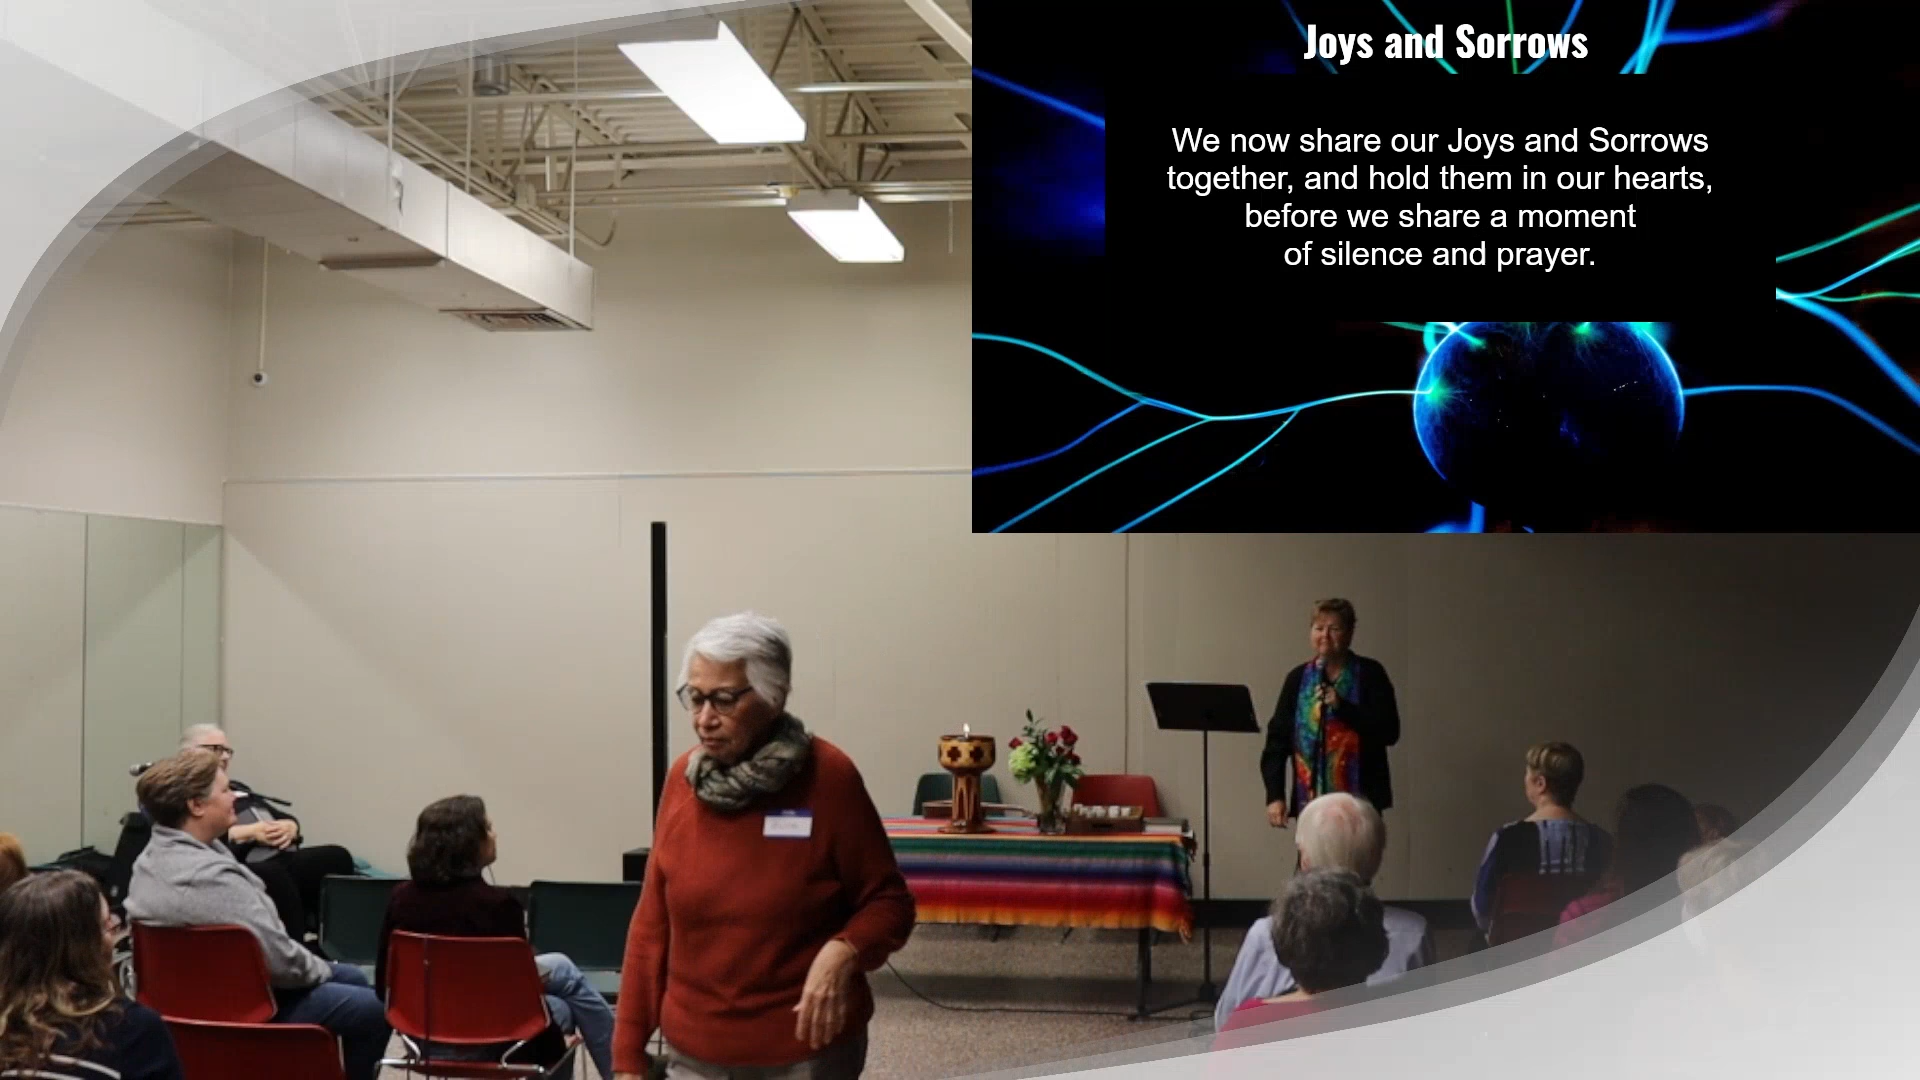 Joys and Sorrows
We now share our Joys and Sorrows
together, and hold them in our hearts,
before we share a moment
of silence and prayer.